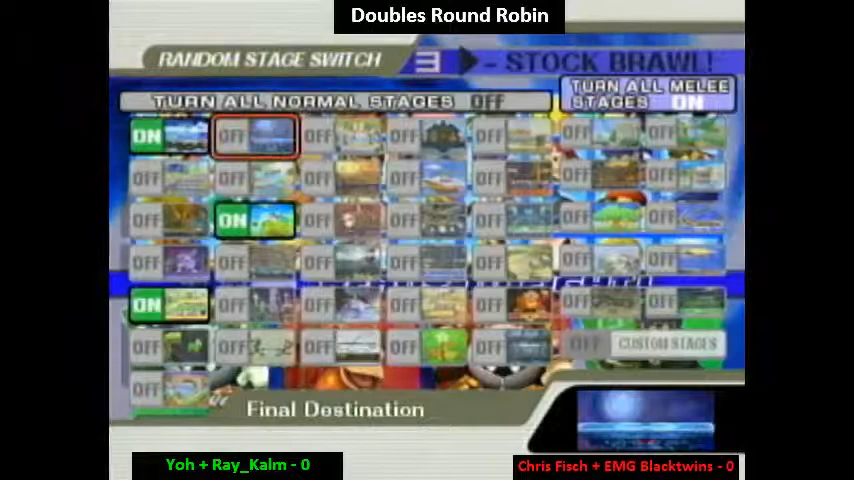 Doubles Round Robin
RANDOM STAGE SWITCH 3 - STOCK BRAWL!
TURN ALL NORMAL STAGES OFF
TURN ALL MELEE
STAGES ON
ON OFF OFF OFF OFF OFF OFF
OFF OFF OFF OFF OFF OFF OFF
OFF ON OFF OFF OFF OFF OFF
OFF OFF OFF OFF OFF OFF OFF
ON OFF OFF OFF OFF OFF OFF
OFF OFF OFF OFF OFF OFF CUSTOM STAGES
OFF
Final Destination
Yoh + Ray_Kalm - 0
Chris Fisch + EMG Blacktwins - 0